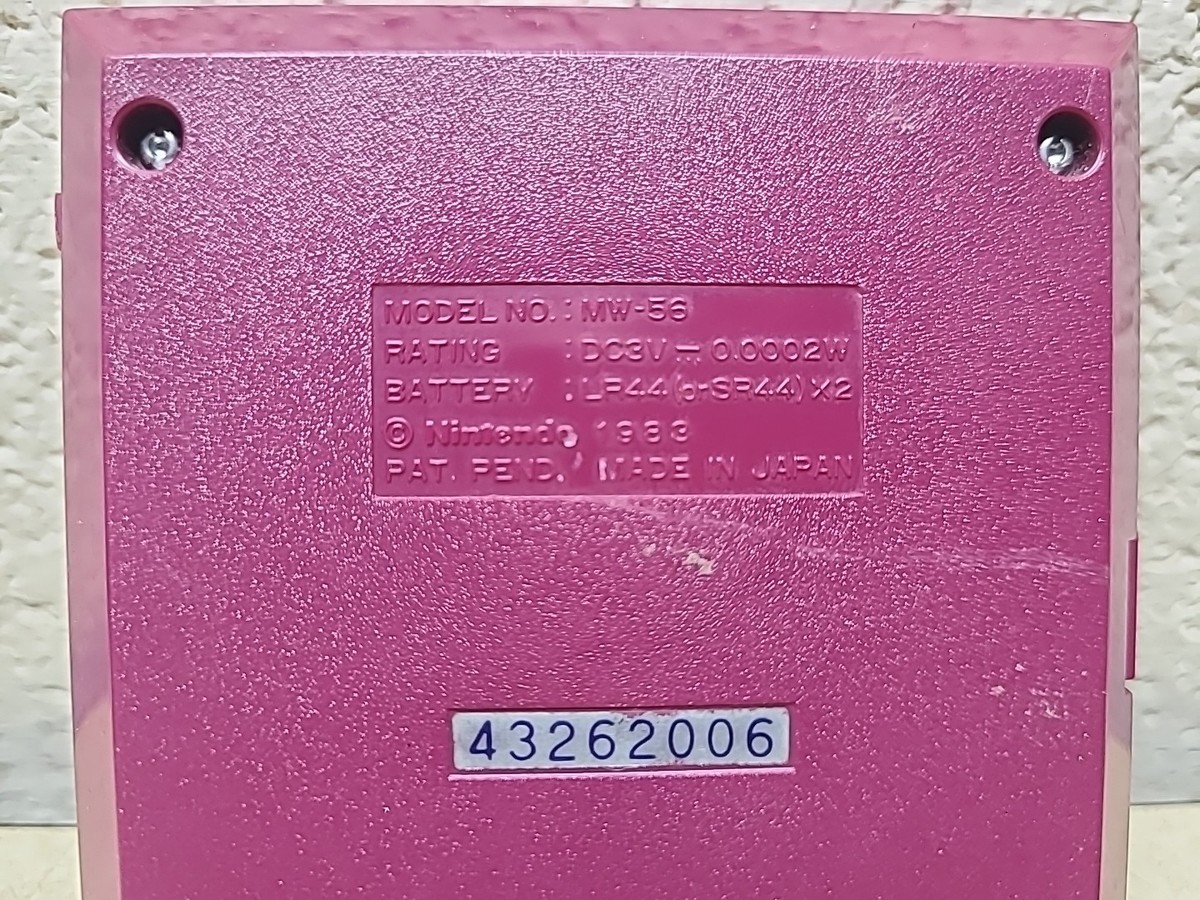 MODEL NO. : MW-56
RATING : DC3V ⎓ 0.0002W
BATTERY : LR44 (or SR44) X2
© Nintendo 1983
PAT. PEND. MADE IN JAPAN
43262006